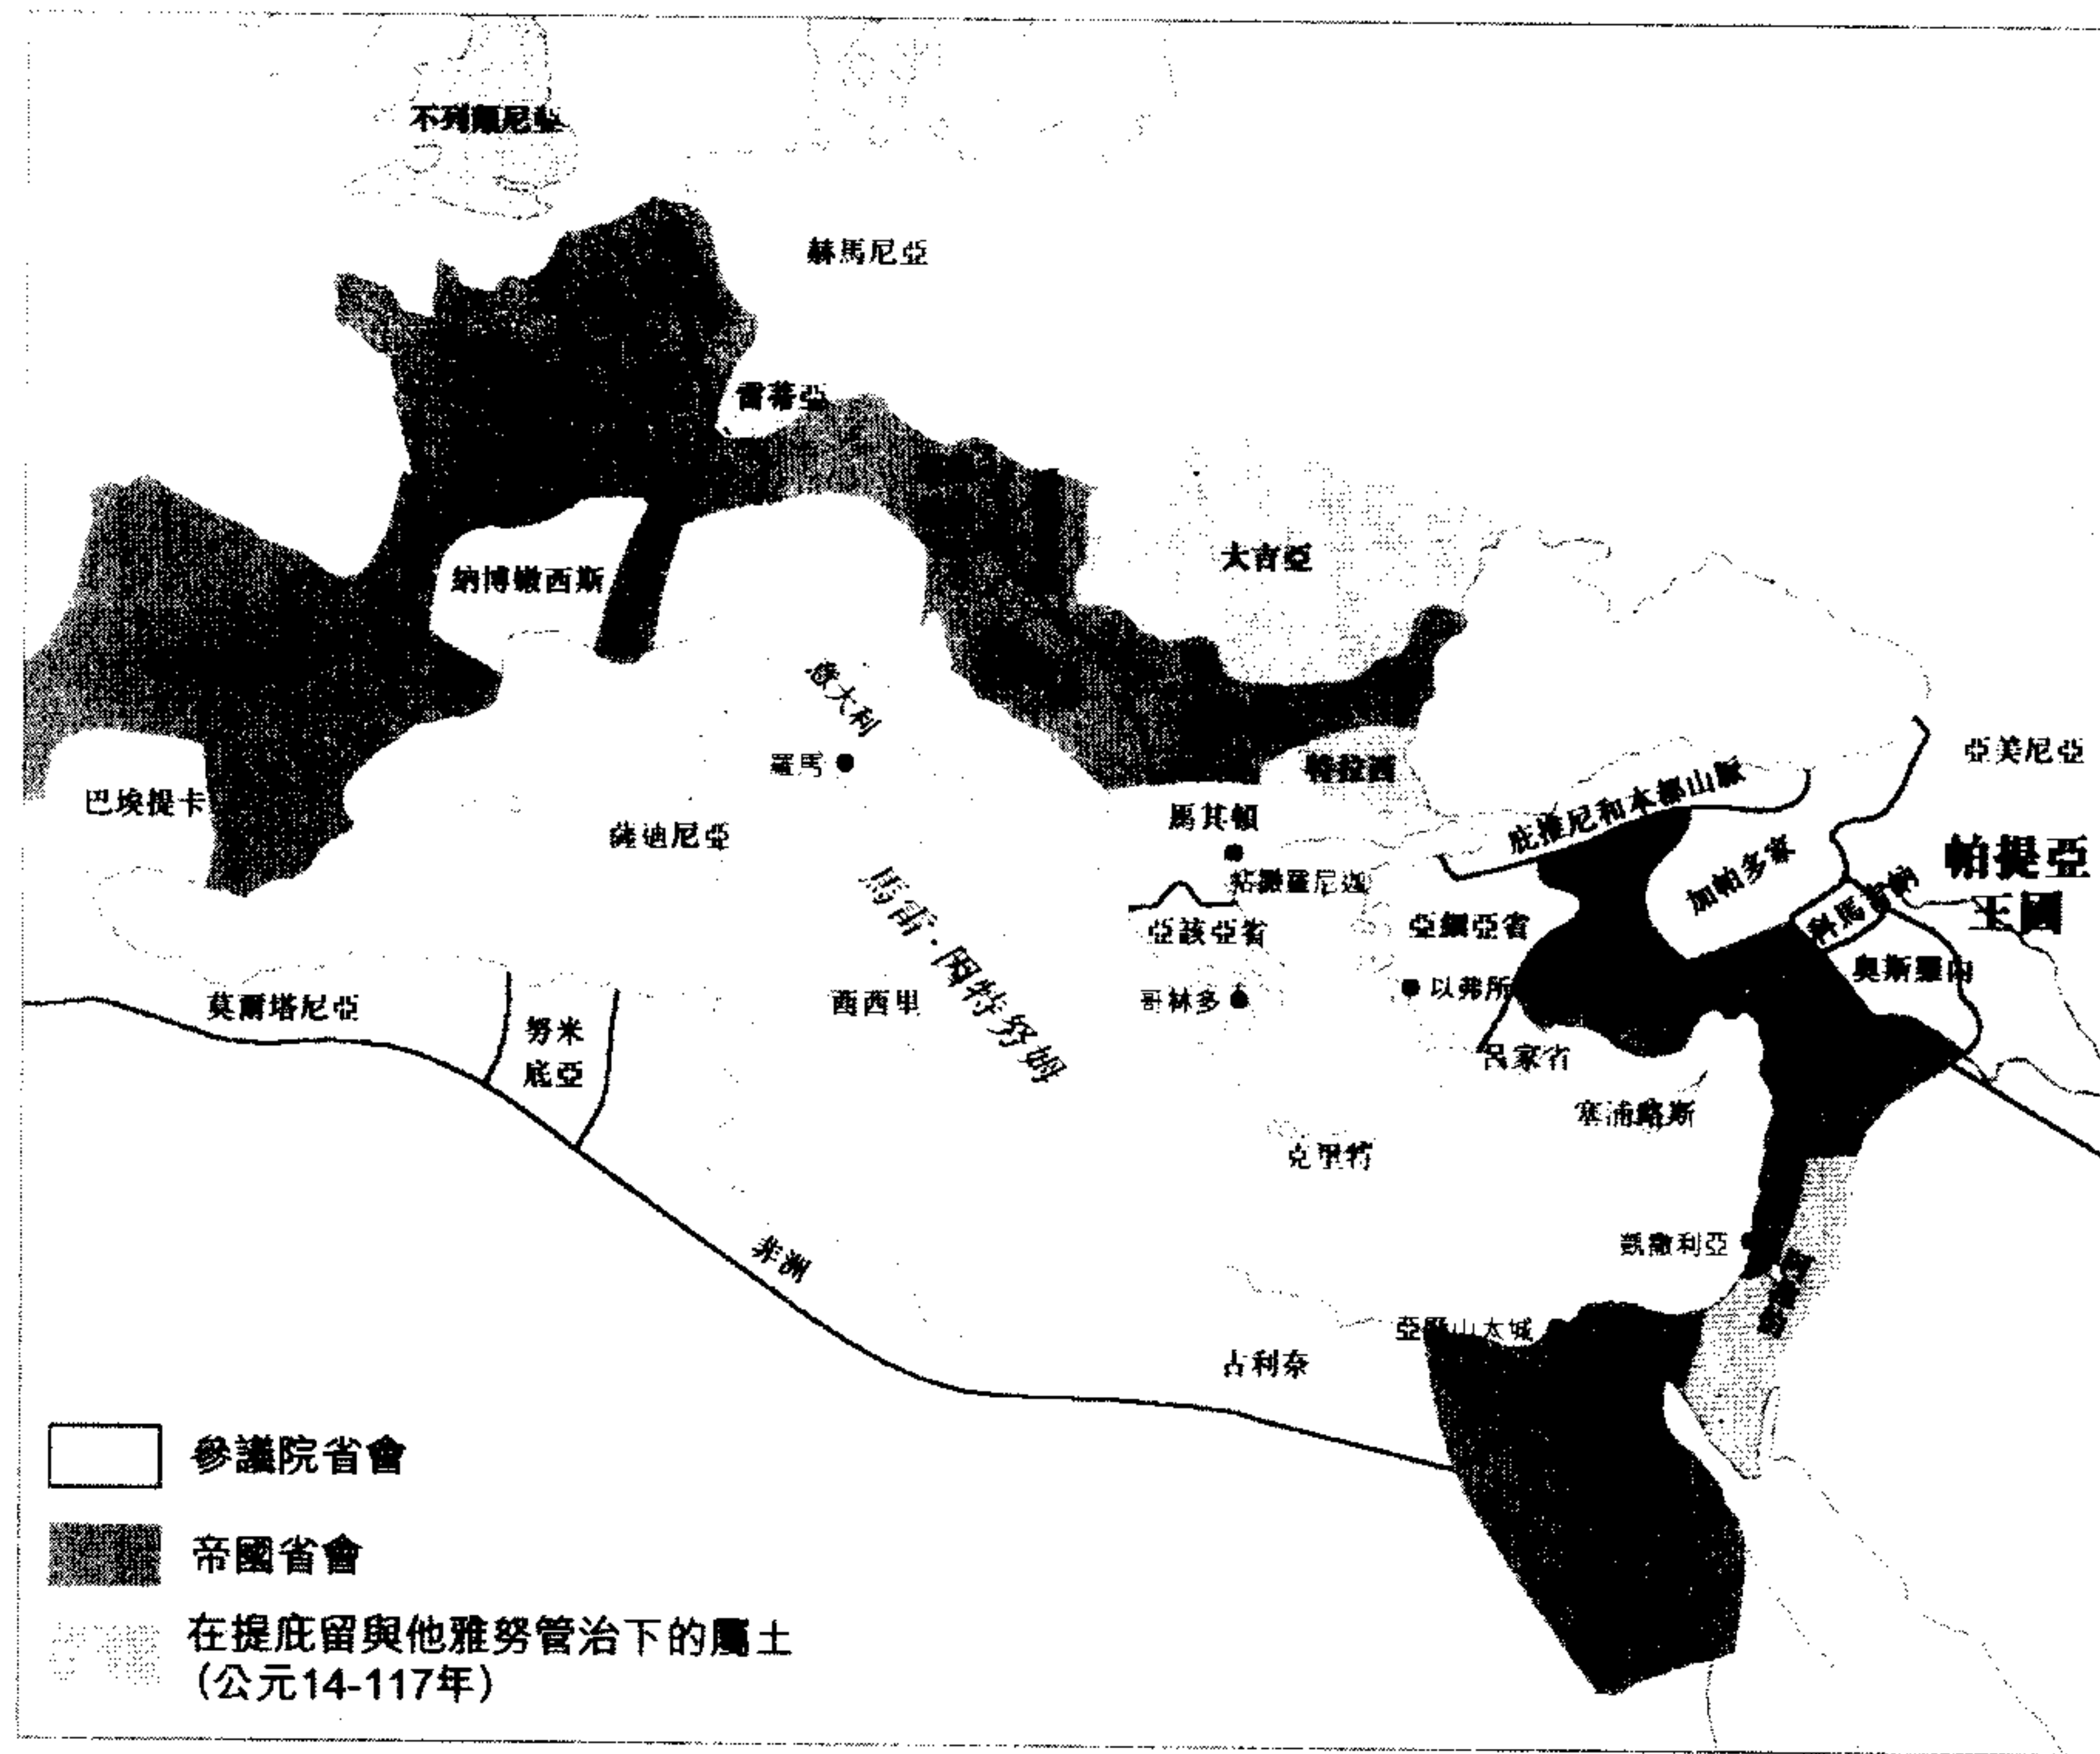 不列顛尼亞
赫馬尼亞
雷蒂亞
大吉亞
納博嫩西斯
意大利
羅馬
特拉西
亞美尼亞
巴埃提卡
薩迪尼亞
馬其頓
帖撒羅尼迦
庇推尼和本都山脈
加帕多家
帕提亞
王國
科馬吉納
馬雷·因特努姆
亞該亞省
亞細亞省
奧斯羅內
莫爾塔尼亞
努米
底亞
西西里
哥林多
以弗所
呂家省
塞浦路斯
克里特
凱撒利亞
非洲
亞歷山大城
古利奈
參議院省會
帝國省會
在提庇留與他雅努管治下的屬土
（公元14-117年）